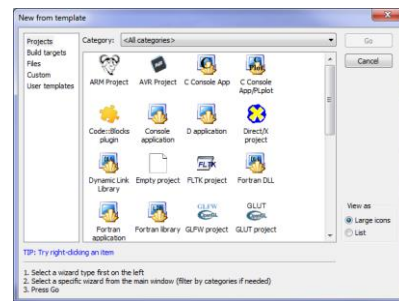 New from template
Projects
Build targets
Files
Custom
User templates
Category: <All categories>
Go
Cancel
ARM Project
AVR Project
C Console App
C Console App/PLplot
Code::Blocks plugin
Console application
D application
Direct/X project
Dynamic Link Library
Empty project
FLTK project
Fortran DLL
Fortran application
Fortran library
GLFW project
GLUT project
View as
Large icons
List
TIP: Try right-clicking an item
1. Select a wizard type first on the left
2. Select a specific wizard from the main window (filter by categories if needed)
3. Press Go